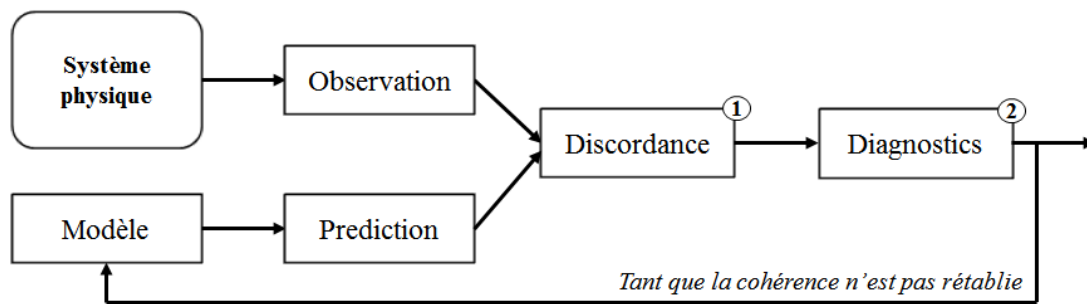 Système
physique
Observation
1
Discordance
2
Diagnostics
Modèle
Prediction
Tant que la cohérence n'est pas rétablie